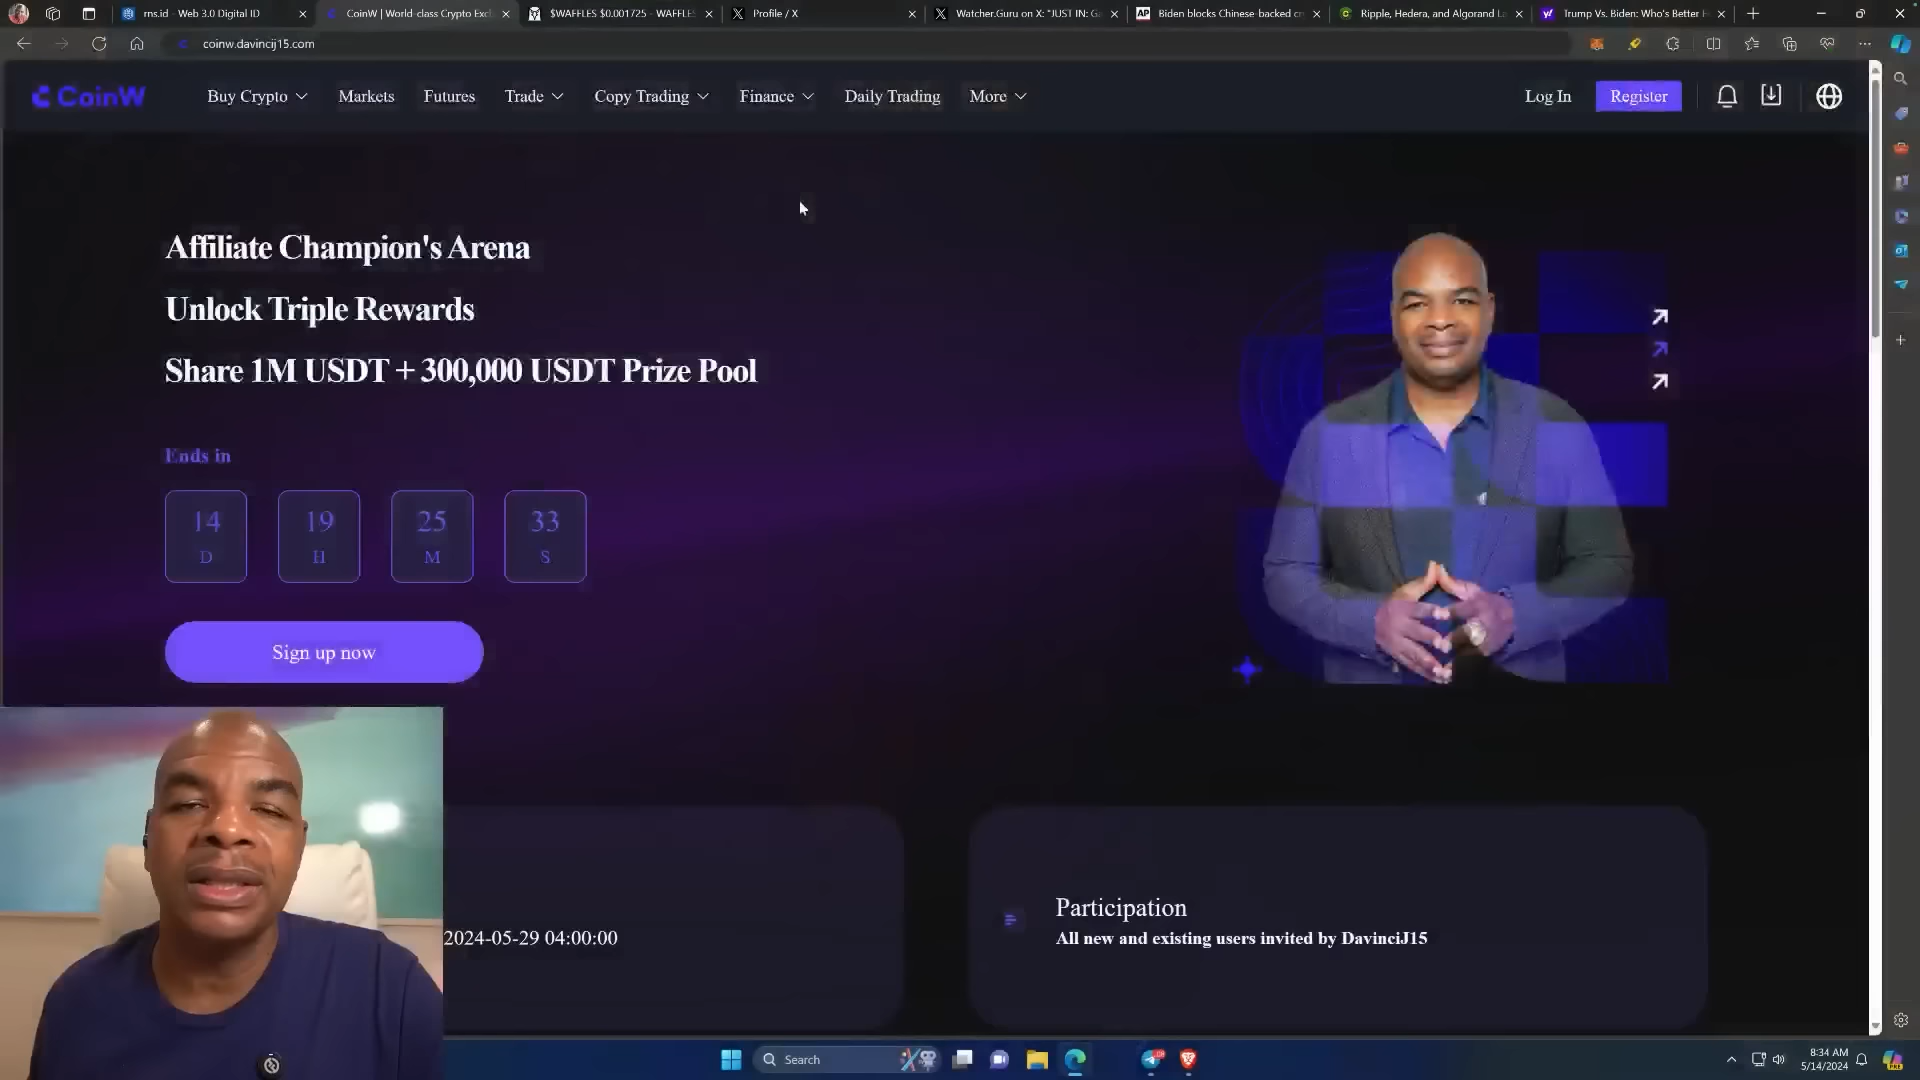 rns.id - Web 3.0 Digital ID
CoinW | World-class Crypto Exc
$WAFFLES $0.001725 - WAFFLE
Profile / X
Watcher.Guru on X: "JUST IN: G
Biden blocks Chinese-backed cr
Ripple, Hedera, and Algorand L
Trump Vs. Biden: Who's Better F
coinw.davincij15.com
CoinW
Buy Crypto
Markets
Futures
Trade
Copy Trading
Finance
Daily Trading
More
Log In
Register
Affiliate Champion's Arena
Unlock Triple Rewards
Share 1M USDT + 300,000 USDT Prize Pool
Ends in
14 19 25 33
D H M S
Sign up now
2024-05-29 04:00:00
Participation
All new and existing users invited by DavinciJ15
Search
8:34 AM
5/14/2024